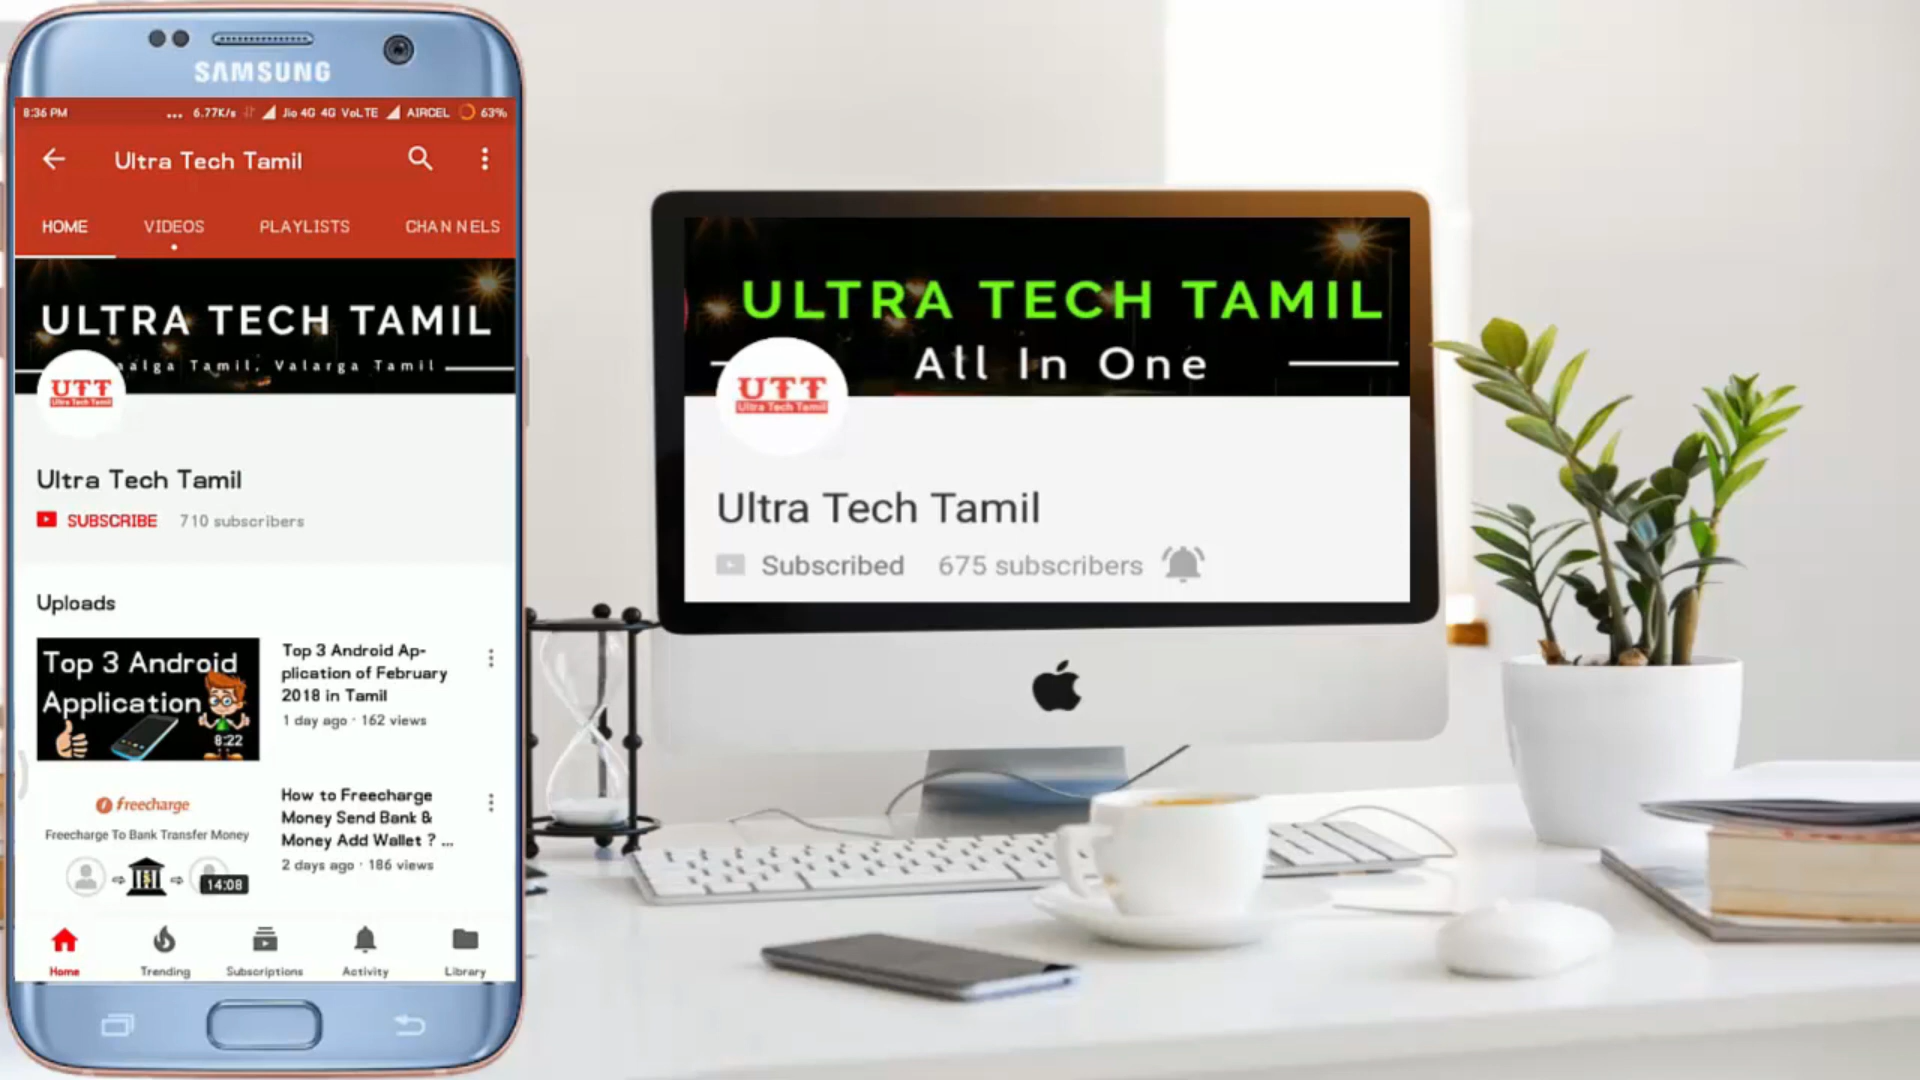 SAMSUNG
8:36 PM ... 6.77K/s Jio 4G 4G VoLTE AIRCEL 63%
Ultra Tech Tamil
HOME VIDEOS PLAYLISTS CHANNELS
ULTRA TECH TAMIL
Tamil, Valarga Tamil
UTT
Ultra Tech Tamil
Ultra Tech Tamil
SUBSCRIBE 710 subscribers
Uploads
Top 3 Android
Application
8:22
Top 3 Android Ap-
plication of February
2018 in Tamil
1 day ago · 162 views
freecharge
Freecharge To Bank Transfer Money
14:08
How to Freecharge
Money Send Bank &
Money Add Wallet ? ...
2 days ago · 186 views
Home Trending Subscriptions Activity Library
ULTRA TECH TAMIL
All In One
UTT
Ultra Tech Tamil
Ultra Tech Tamil
Subscribed 675 subscribers